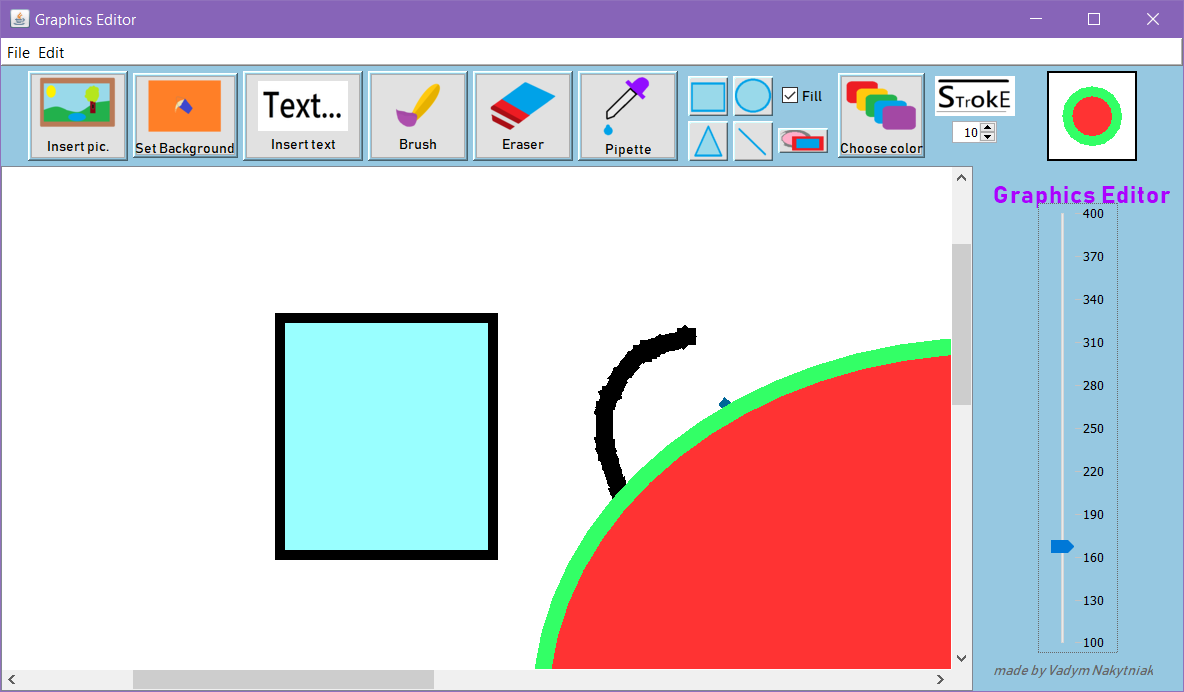 Graphics Editor
File Edit
Text...
Insert pic.
Set Background
Insert text
Brush
Eraser
Pipette
Fill
Choose color
STrOkE
10
Graphics Editor
400
370
340
310
280
250
220
190
160
130
100
made by Vadym Nakytniak